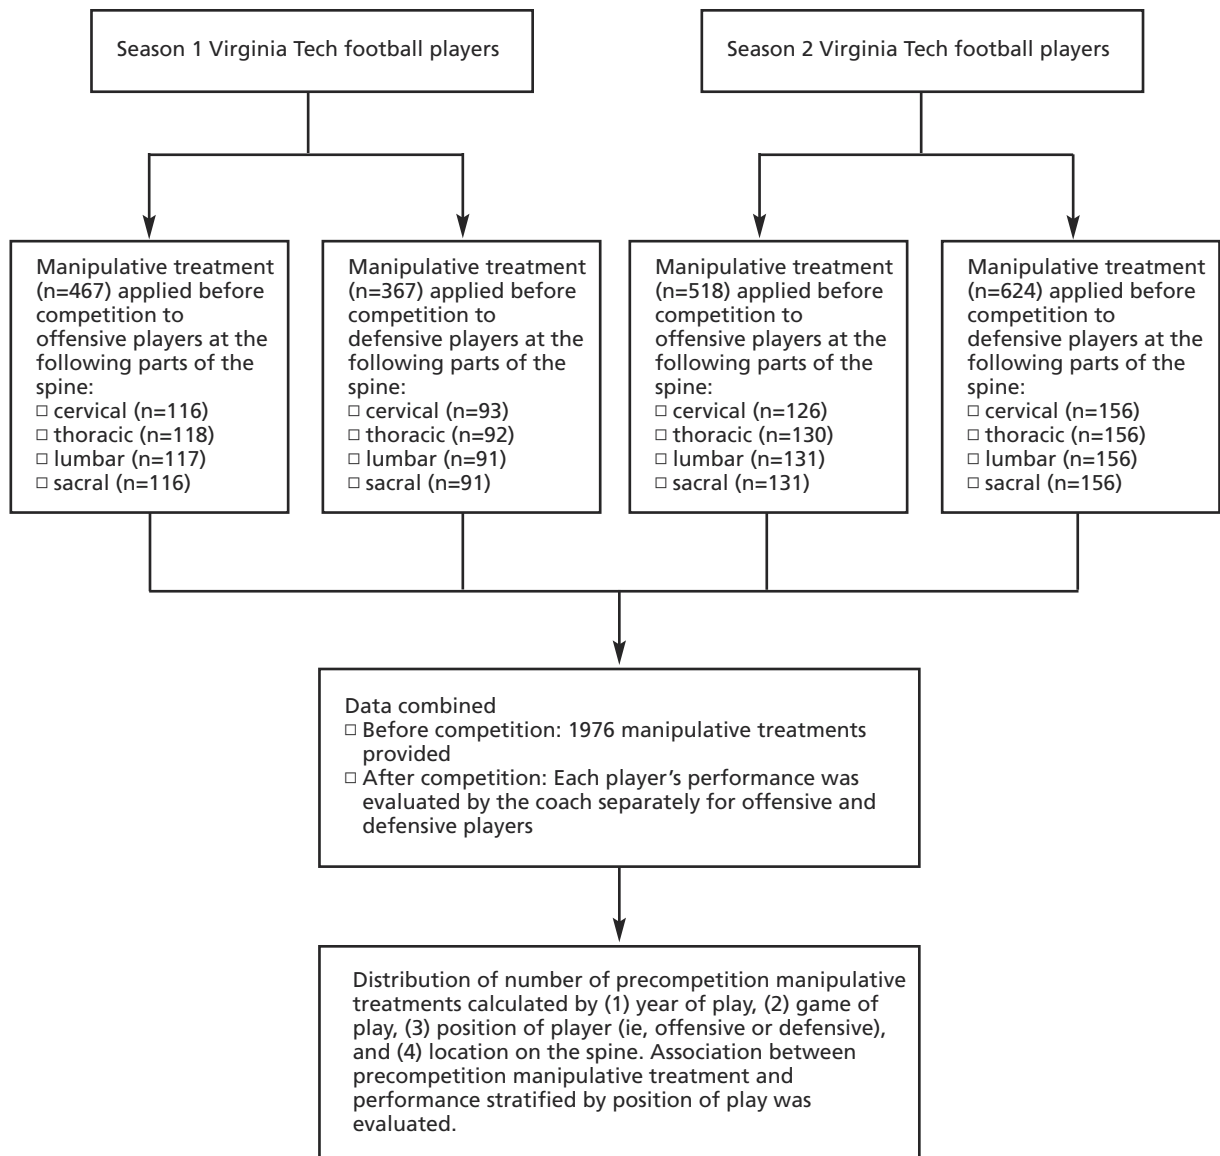 Season 1 Virginia Tech football players
Season 2 Virginia Tech football players
Manipulative treatment
(n=467) applied before
competition to
offensive players at the
following parts of the
spine:
□ cervical (n=116)
□ thoracic (n=118)
□ lumbar (n=117)
□ sacral (n=116)
Manipulative treatment
(n=367) applied before
competition to
defensive players at the
following parts of the
spine:
□ cervical (n=93)
□ thoracic (n=92)
□ lumbar (n=91)
□ sacral (n=91)
Manipulative treatment
(n=518) applied before
competition to
offensive players at the
following parts of the
spine:
□ cervical (n=126)
□ thoracic (n=130)
□ lumbar (n=131)
□ sacral (n=131)
Manipulative treatment
(n=624) applied before
competition to
defensive players at the
following parts of the
spine:
□ cervical (n=156)
□ thoracic (n=156)
□ lumbar (n=156)
□ sacral (n=156)
Data combined
□ Before competition: 1976 manipulative treatments
provided
□ After competition: Each player’s performance was
evaluated by the coach separately for offensive and
defensive players
Distribution of number of precompetition manipulative
treatments calculated by (1) year of play, (2) game of
play, (3) position of player (ie, offensive or defensive),
and (4) location on the spine. Association between
precompetition manipulative treatment and
performance stratified by position of play was
evaluated.